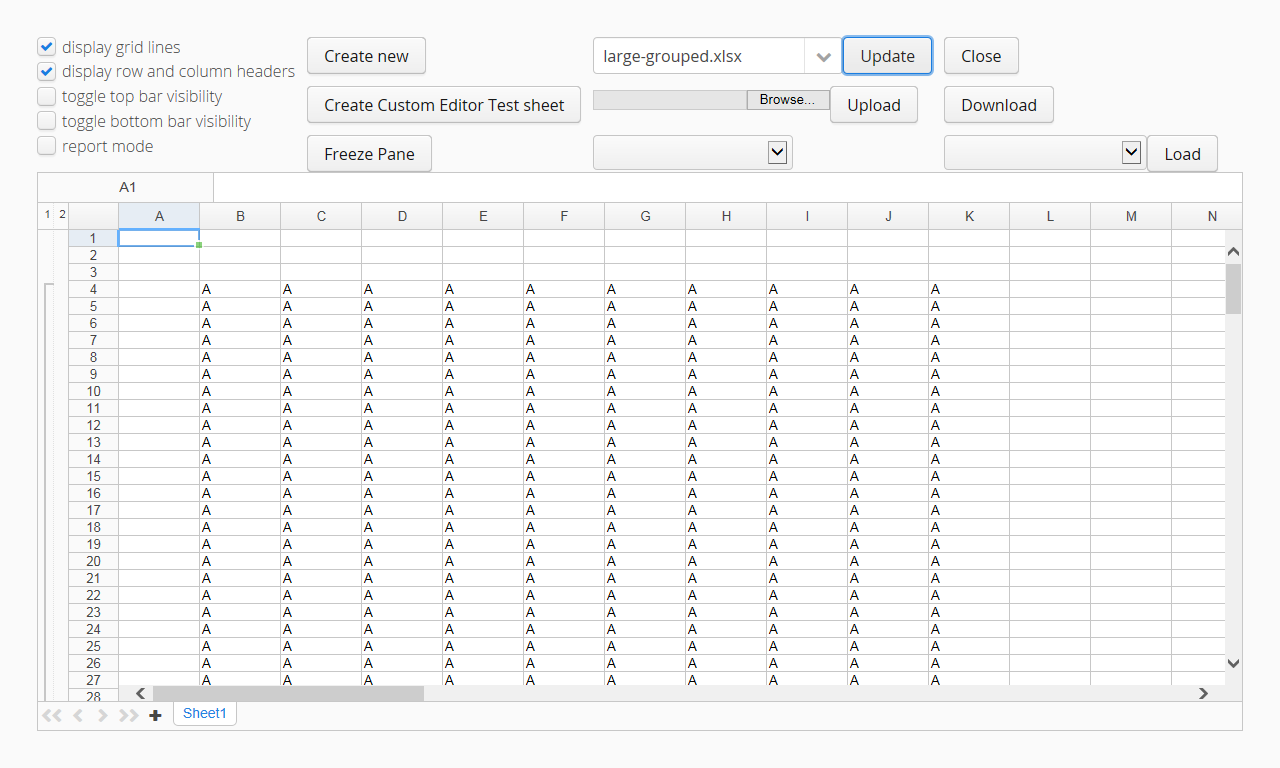 display grid lines
display row and column headers
toggle top bar visibility
toggle bottom bar visibility
report mode
Create new
large-grouped.xlsx
Update
Close
Create Custom Editor Test sheet
Browse...
Upload
Download
Freeze Pane
Load
A1
1 2 A B C D E F G H I J K L M N
1
2
3
4 A A A A A A A A A A
5 A A A A A A A A A A
6 A A A A A A A A A A
7 A A A A A A A A A A
8 A A A A A A A A A A
9 A A A A A A A A A A
10 A A A A A A A A A A
11 A A A A A A A A A A
12 A A A A A A A A A A
13 A A A A A A A A A A
14 A A A A A A A A A A
15 A A A A A A A A A A
16 A A A A A A A A A A
17 A A A A A A A A A A
18 A A A A A A A A A A
19 A A A A A A A A A A
20 A A A A A A A A A A
21 A A A A A A A A A A
22 A A A A A A A A A A
23 A A A A A A A A A A
24 A A A A A A A A A A
25 A A A A A A A A A A
26 A A A A A A A A A A
27 A A A A A A A A A A
28
Sheet1